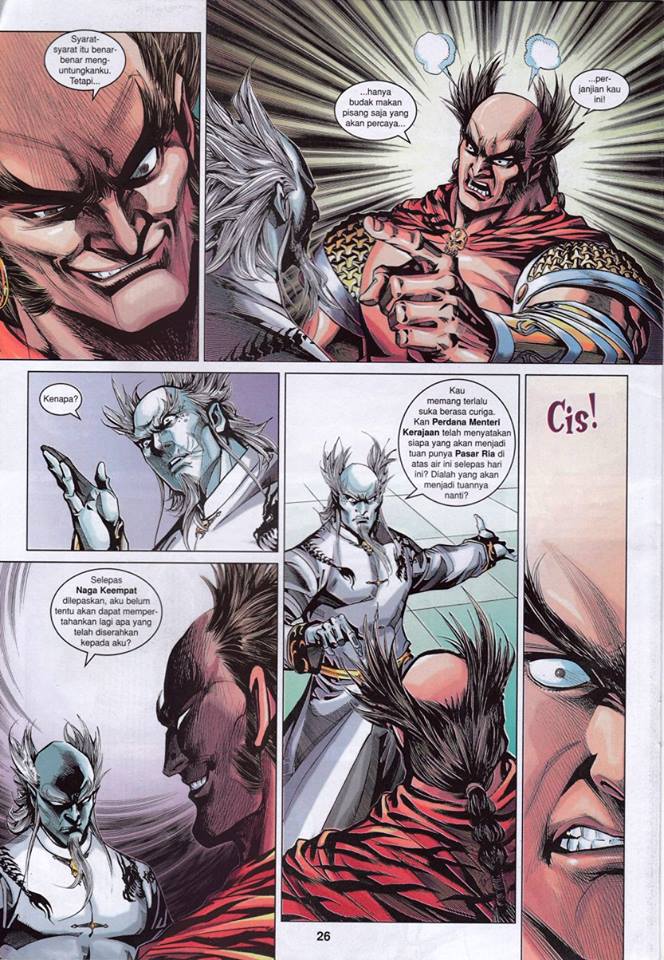 Syarat-
syarat itu benar-
benar meng-
untungkanku.
Tetapi...
...hanya
budak makan
pisang saja yang
akan percaya...
...per-
janjian kau
ini!
Kenapa?
Kau
memang terlalu
suka berasa curiga.
Kan Perdana Menteri
Kerajaan telah menyatakan
siapa yang akan menjadi
tuan punya Pasar Ria di
atas air ini selepas hari
ini? Dialah yang akan
menjadi tuannya
nanti?
Cis!
Selepas
Naga Keempat
dilepaskan, aku belum
tentu akan dapat memper-
tahankan lagi apa yang
telah diserahkan
kepada aku?
26